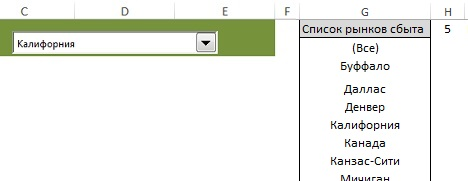 C D E F G H
Список рынков сбыта 5
Калифорния
(Все)
Буффало
Даллас
Денвер
Калифорния
Канада
Канзас-Сити
Мичиган